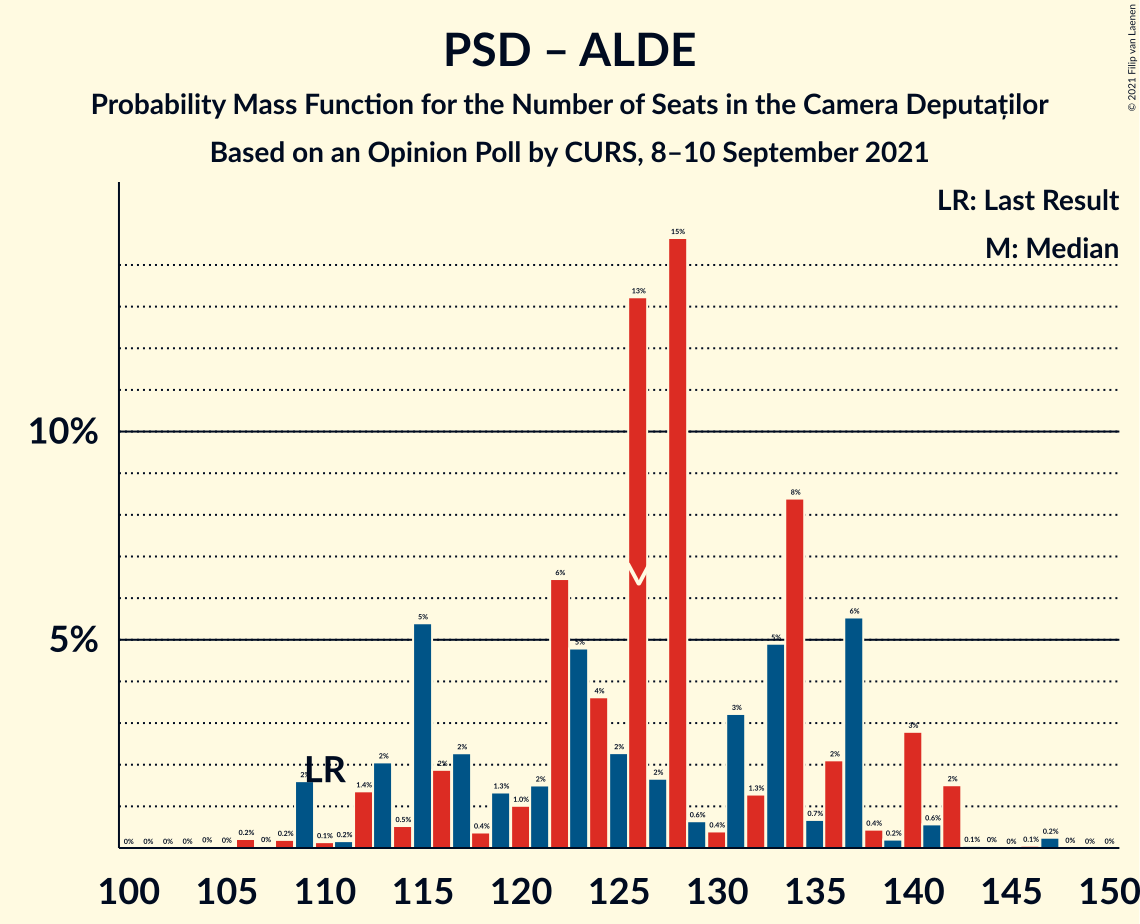 © 2021 Filip van Laenen
PSD – ALDE
Probability Mass Function for the Number of Seats in the Camera Deputaților
Based on an Opinion Poll by CURS, 8–10 September 2021
LR: Last Result
M: Median
10%
5%
LR
M
0% 0% 0% 0% 0% 0% 0.2% 0% 0.2% 2% 0.1% 0.2% 1.4% 2% 0.5% 5% 2% 2% 0.4% 1.3% 1.0% 2% 6% 5% 4% 2% 13% 2% 15% 0.6% 0.4% 3% 1.3% 5% 8% 0.7% 2% 6% 0.4% 0.2% 3% 0.6% 2% 0.1% 0% 0% 0.1% 0.2% 0% 0% 0%
100 105 110 115 120 125 130 135 140 145 150